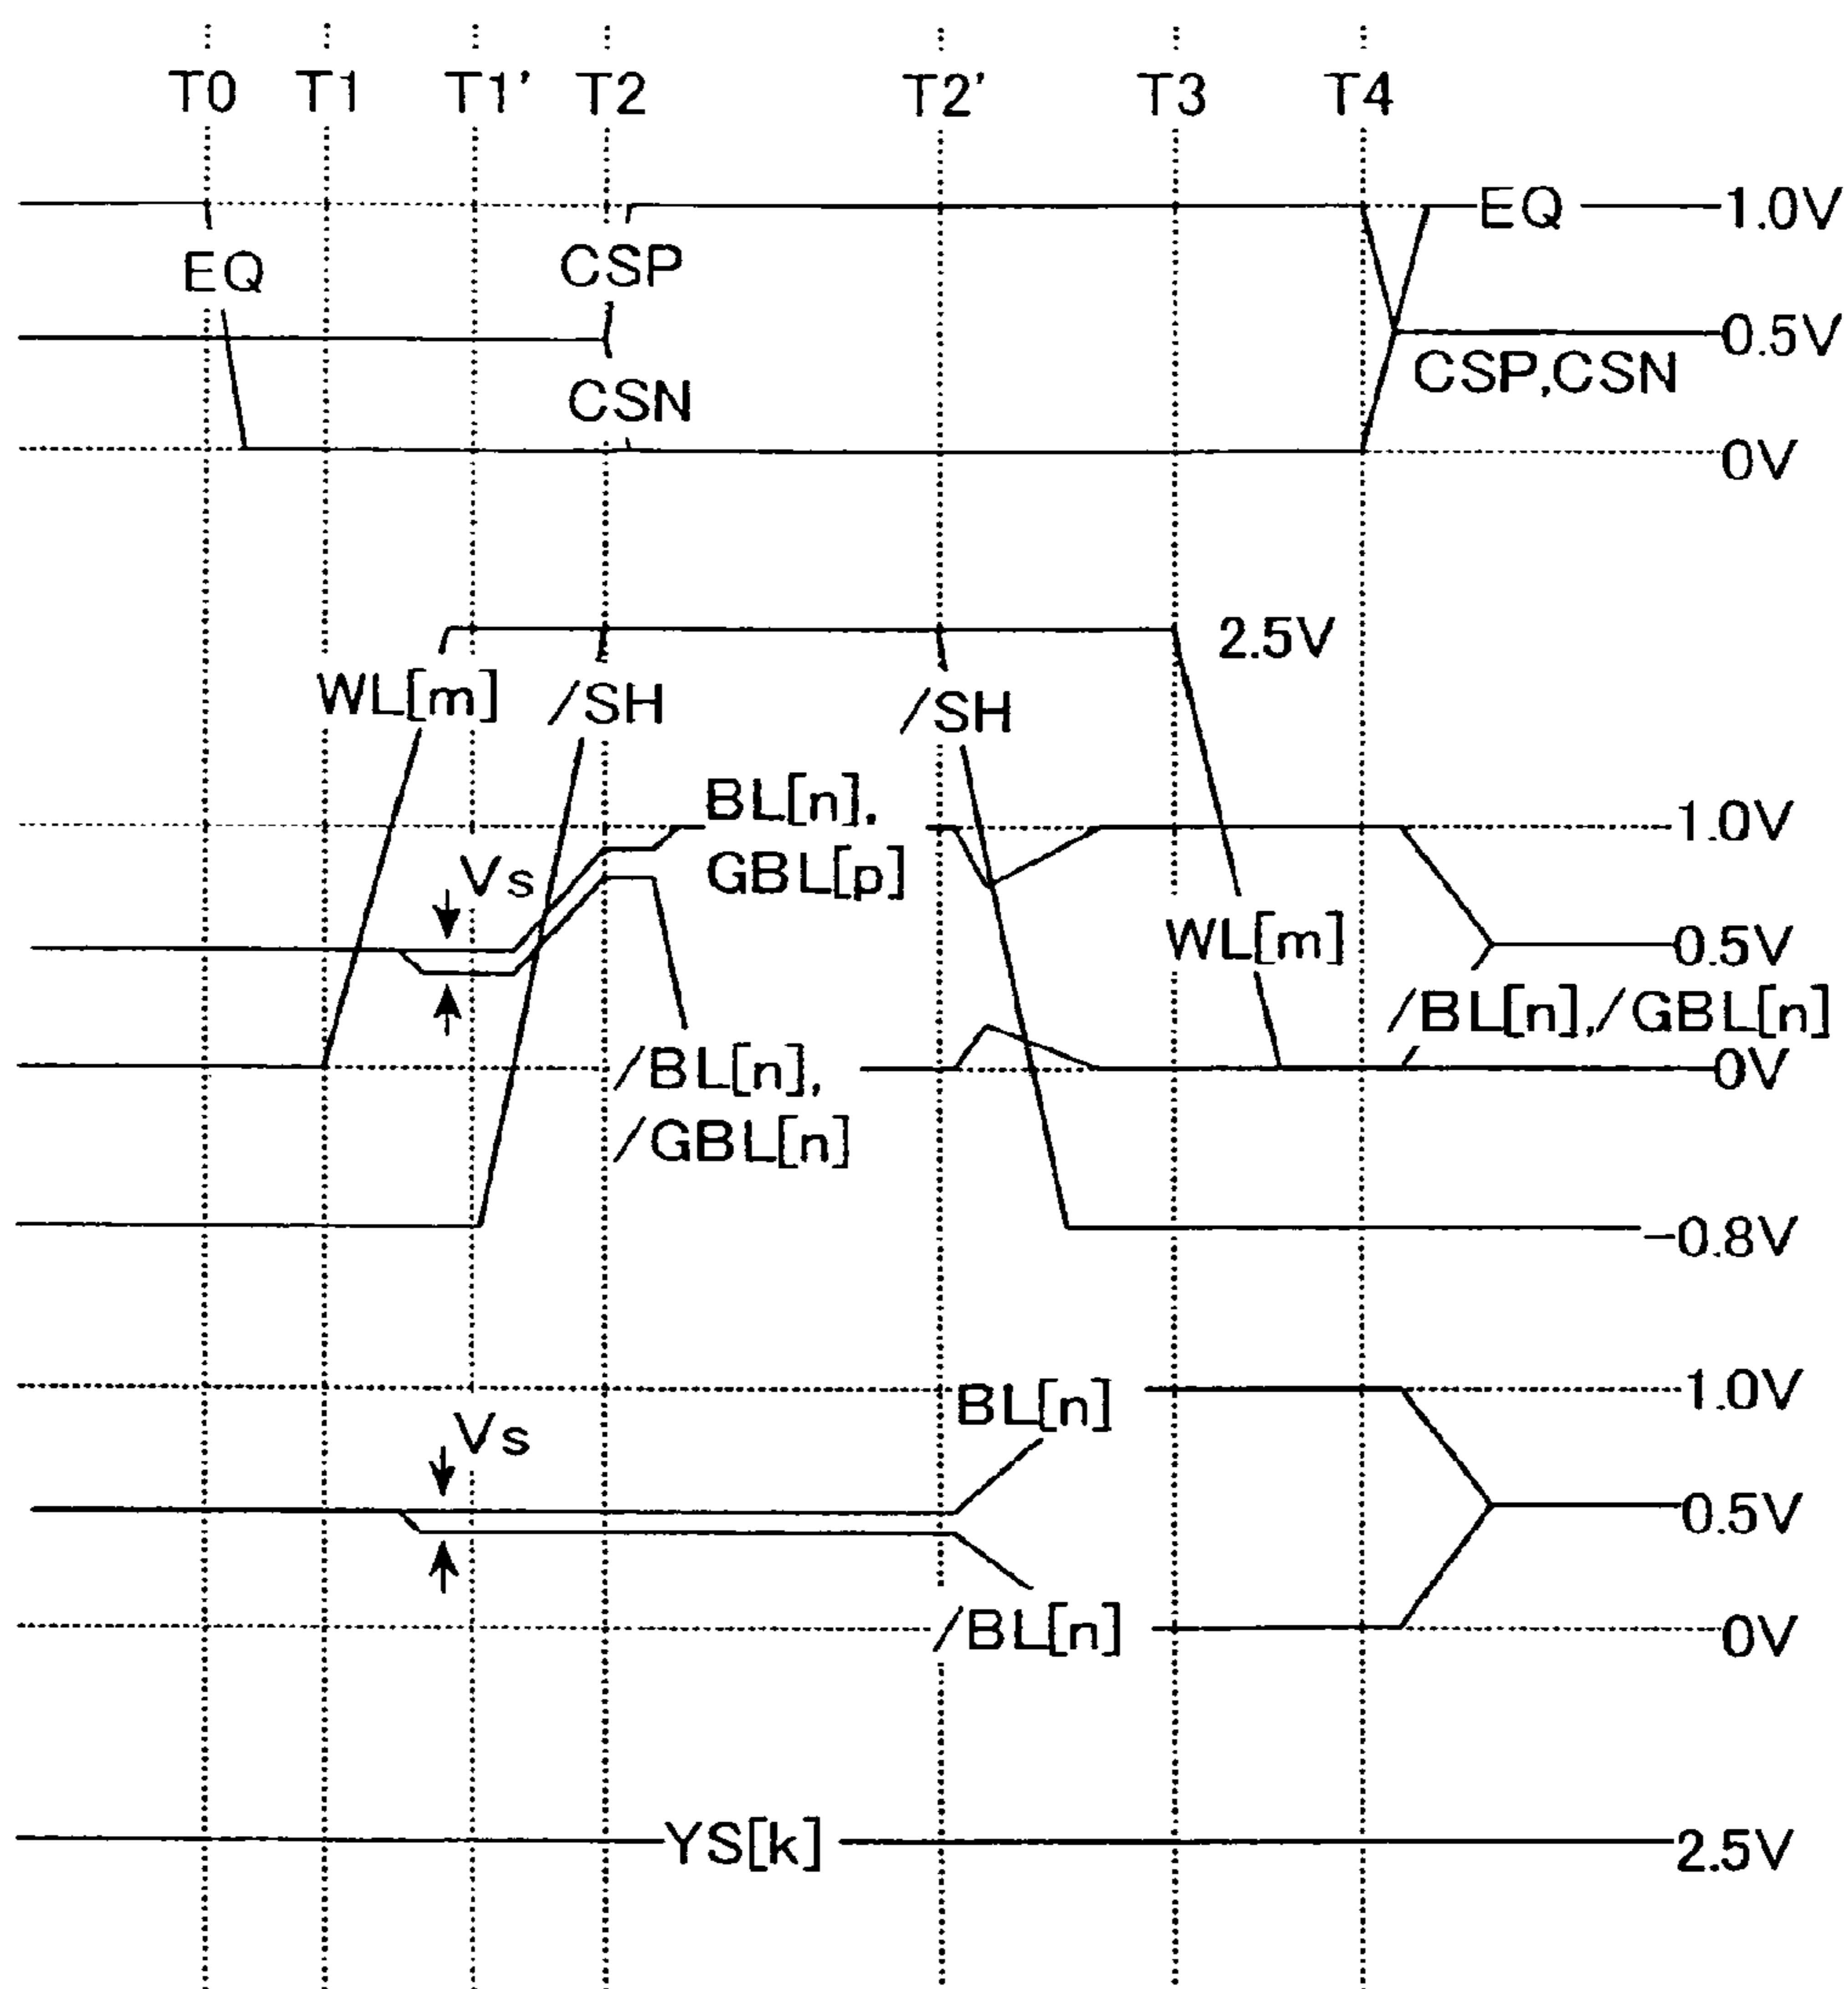 T0 T1 T1' T2 T2' T3 T4
EQ 1.0V
EQ CSP
0.5V
CSP,CSN
CSN
0V
2.5V
WL[m] /SH /SH
BL[n], 1.0V
GBL[p]
Vs
WL[m] 0.5V
/BL[n],/GBL[n]
/BL[n], 0V
/GBL[n]
-0.8V
BL[n] 1.0V
Vs
0.5V
/BL[n] 0V
YS[k] 2.5V